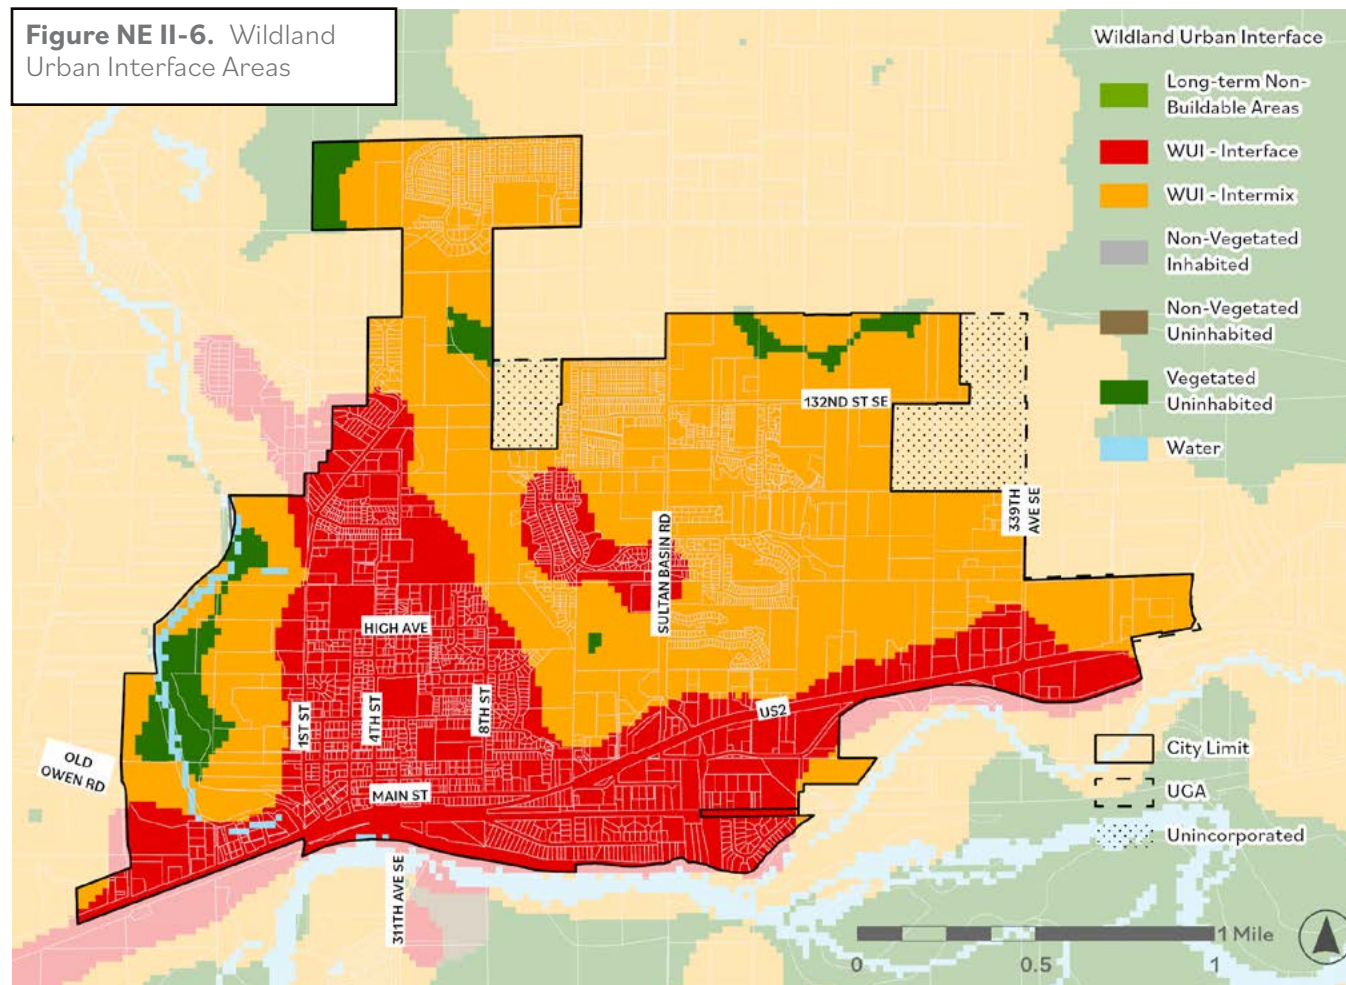 Figure NE II-6. Wildland
Urban Interface Areas
Wildland Urban Interface
Long-term Non-
Buildable Areas
WUI - Interface
WUI - Intermix
Non-Vegetated
Inhabited
Non-Vegetated
Uninhabited
Vegetated
Uninhabited
Water
132ND ST SE
339TH
AVE SE
SULTAN BASIN RD
HIGH AVE
1ST ST
4TH ST
8TH ST
US2
OLD
OWEN RD
MAIN ST
311TH AVE SE
City Limit
UGA
Unincorporated
1 Mile
0
0.5
1